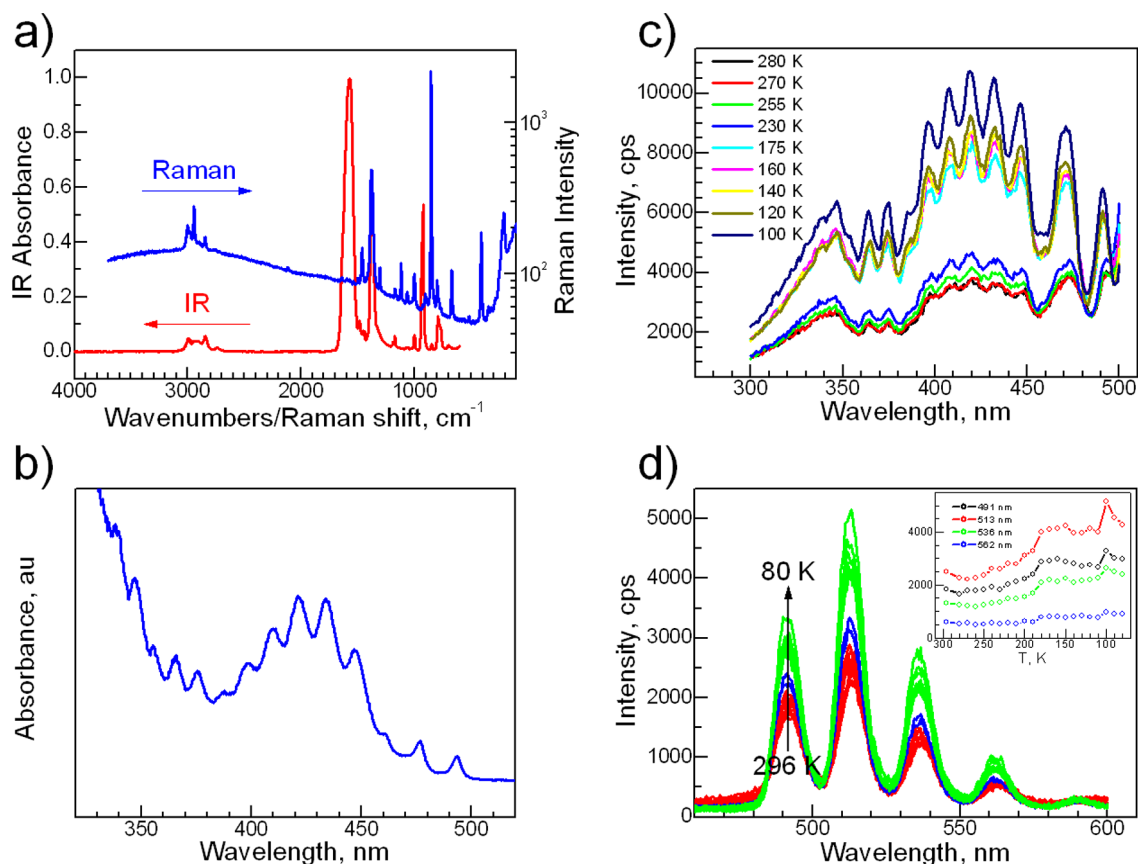 a)
1.0
0.8
0.6
0.4
0.2
0.0
IR Absorbance
Raman
IR
10³
10²
Raman Intensity
4000 3000 2000 1000
Wavenumbers/Raman shift, cm⁻¹
c)
Intensity, cps
10000
8000
6000
4000
2000
280 K
270 K
255 K
230 K
175 K
160 K
140 K
120 K
100 K
300 350 400 450 500
Wavelength, nm
b)
Absorbance, au
350 400 450 500
Wavelength, nm
d)
Intensity, cps
5000
4000
3000
2000
1000
0
80 K
296 K
491 nm
513 nm
536 nm
562 nm
4000
2000
0
300 250 200 150 100
T, K
500 550 600
Wavelength, nm